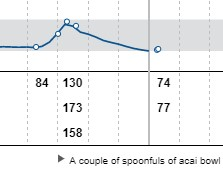 84 130 74
173 77
158
A couple of spoonfuls of acai bowl